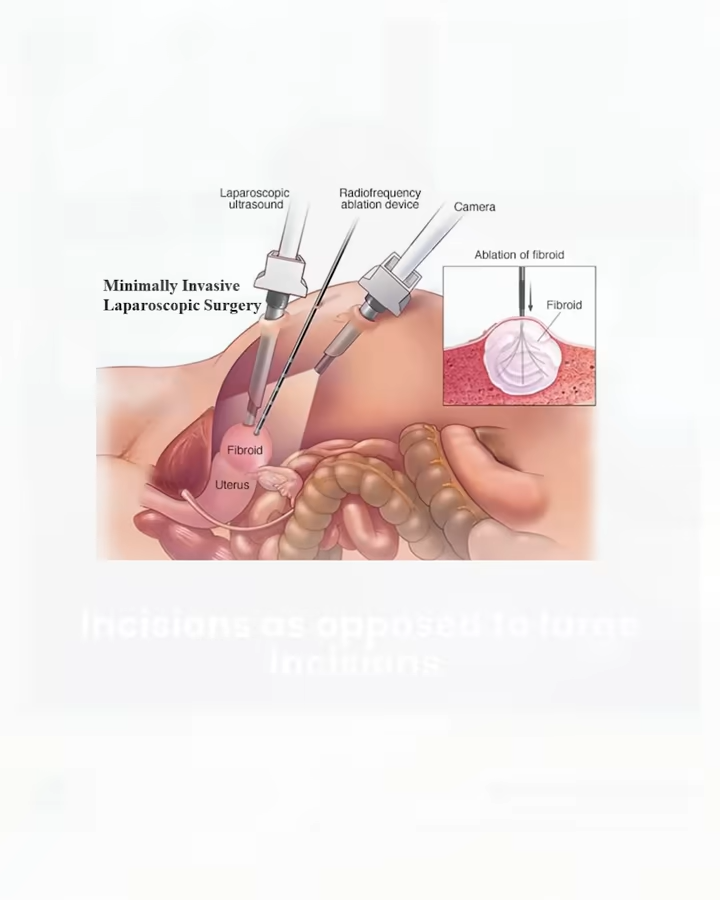 Laparoscopic
ultrasound
Radiofrequency
ablation device
Camera
Minimally Invasive
Laparoscopic Surgery
Ablation of fibroid
Fibroid
Fibroid
Uterus
Incisions as opposed to large
Incisions